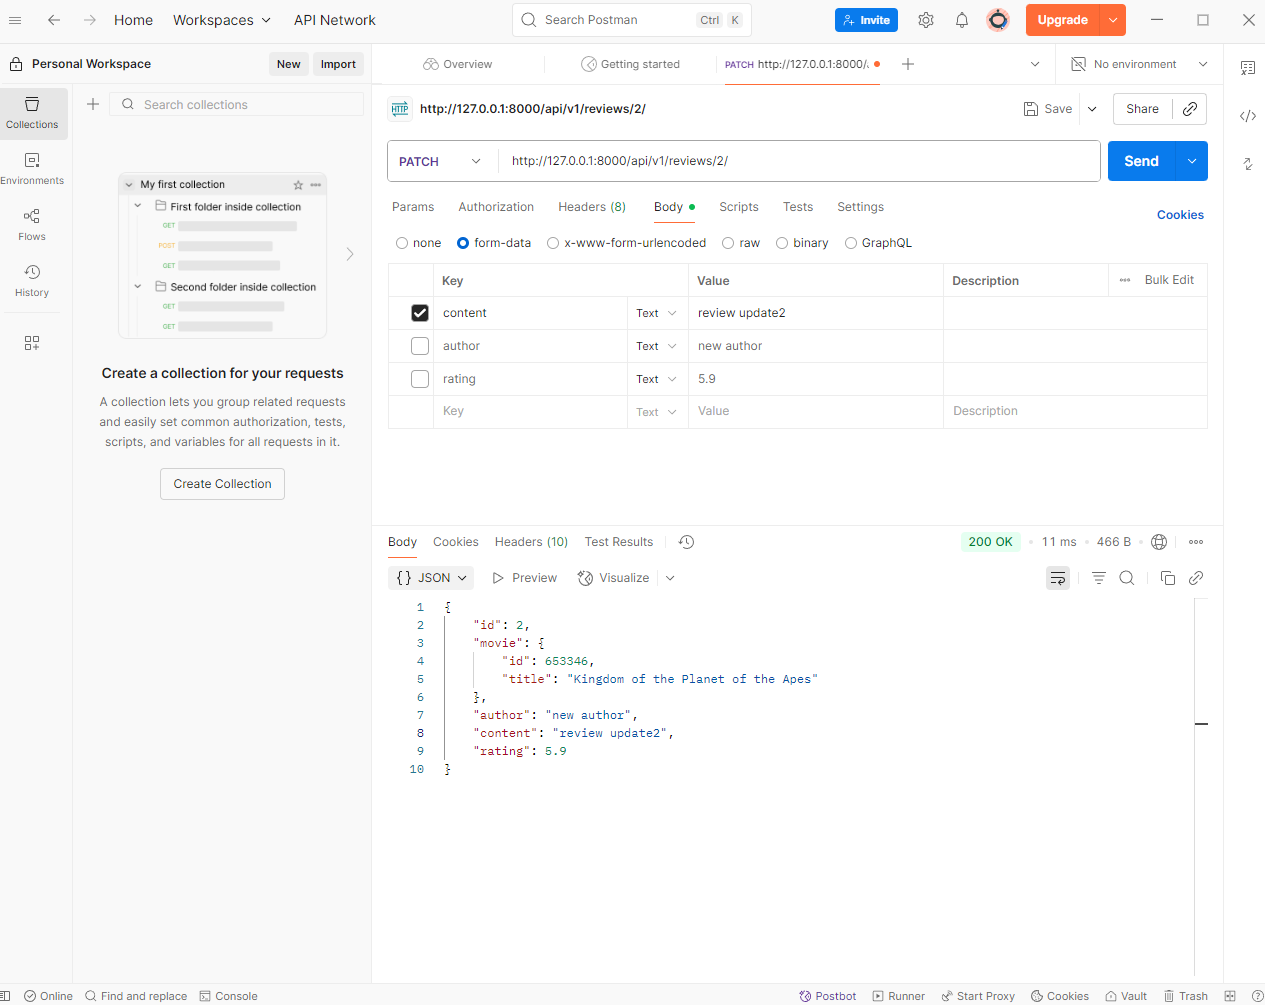 Home Workspaces API Network Search Postman Ctrl K Invite Upgrade
Personal Workspace New Import Overview Getting started PATCH http://127.0.0.1:8000/ No environment
Collections
Environments
Flows
History
Search collections
My first collection
First folder inside collection
GET
POST
GET
Second folder inside collection
GET
GET
Create a collection for your requests
A collection lets you group related requests
and easily set common authorization, tests,
scripts, and variables for all requests in it.
Create Collection
HTTP http://127.0.0.1:8000/api/v1/reviews/2/ Save Share
PATCH http://127.0.0.1:8000/api/v1/reviews/2/ Send
Params Authorization Headers (8) Body Scripts Tests Settings Cookies
none form-data x-www-form-urlencoded raw binary GraphQL
Key Value Description Bulk Edit
content Text review update2
author Text new author
rating Text 5.9
Key Text Value Description
Body Cookies Headers (10) Test Results 200 OK 11 ms 466 B
{} JSON Preview Visualize
1 {
2 "id": 2,
3 "movie": {
4 "id": 653346,
5 "title": "Kingdom of the Planet of the Apes"
6 },
7 "author": "new author",
8 "content": "review update2",
9 "rating": 5.9
10 }
Online Find and replace Console Postbot Runner Start Proxy Cookies Vault Trash